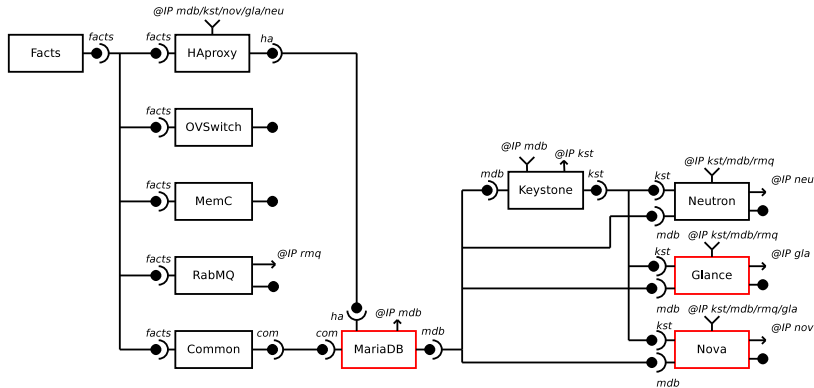 @IP mdb/kst/nov/gla/neu
facts
facts
ha
Facts
HAproxy
facts
OVSwitch
@IP mdb
@IP kst
@IP kst/mdb/rmq
mdb
kst
kst
facts
MemC
Keystone
Neutron
@IP neu
mdb
@IP kst/mdb/rmq
facts
@IP rmq
kst
@IP gla
RabMQ
Glance
mdb
@IP kst/mdb/rmq/gla
ha
@IP mdb
facts
com
com
mdb
kst
@IP nov
Common
MariaDB
Nova
mdb